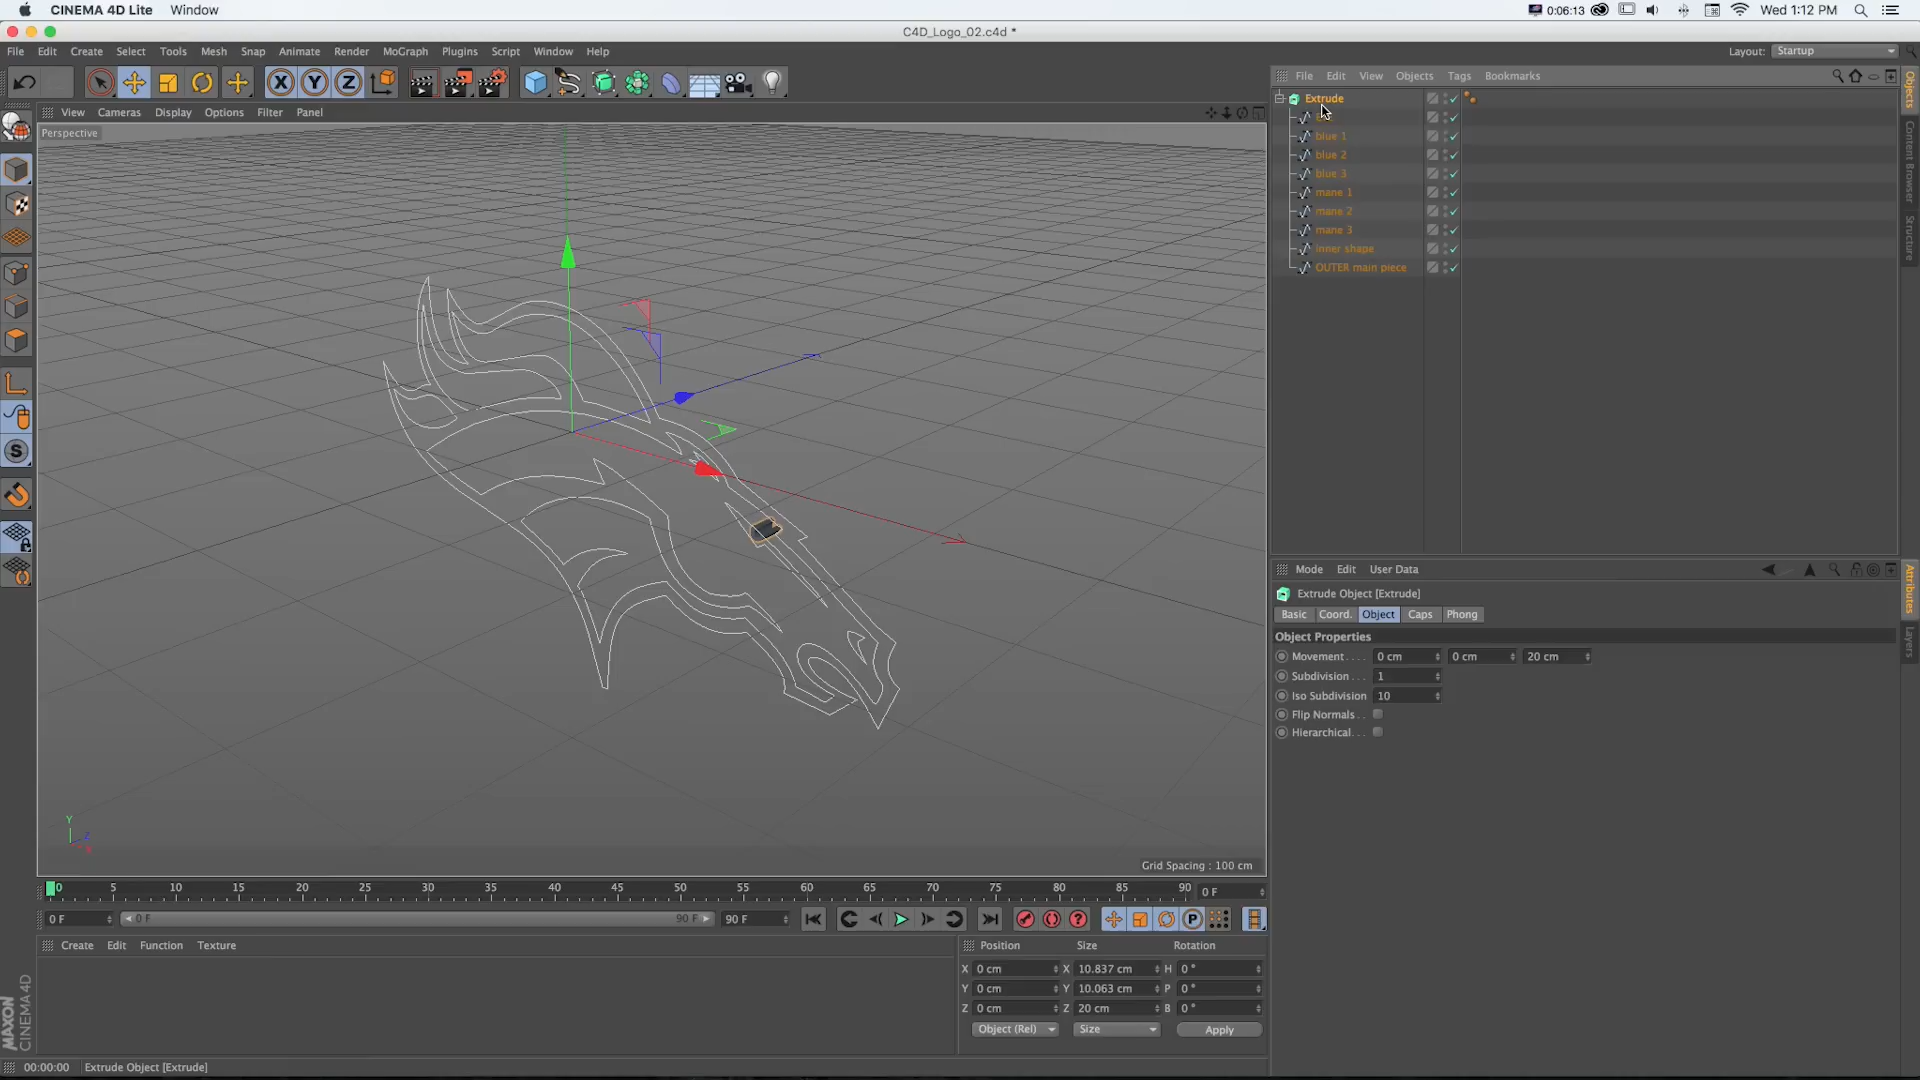 CINEMA 4D Lite Window 0:06:13 Wed 1:12 PM
C4D_Logo_02.c4d *
File Edit Create Select Tools Mesh Snap Animate Render MoGraph Plugins Script Window Help Layout: Startup
X Y Z
File Edit View Objects Tags Bookmarks
View Cameras Display Options Filter Panel
Perspective
Extrude
blue 1
blue 2
blue 3
mane 1
mane 2
mane 3
inner shape
OUTER main piece
Objects
Content Browser
Structure
Mode Edit User Data
Extrude Object [Extrude]
Basic Coord. Object Caps Phong
Object Properties
Movement . . . . 0 cm 0 cm 20 cm
Subdivision . . . 1
Iso Subdivision 10
Flip Normals . .
Hierarchical. . .
Attributes
Layers
S
Y
Z
X
Grid Spacing : 100 cm
0 5 10 15 20 25 30 35 40 45 50 55 60 65 70 75 80 85 90 0 F
0 F 0 F 90 F 90 F ? P
Create Edit Function Texture
Position Size Rotation
X 0 cm X 10.837 cm H 0 °
Y 0 cm Y 10.063 cm P 0 °
Z 0 cm Z 20 cm B 0 °
Object (Rel) Size Apply
MAXON
CINEMA 4D
00:00:00 Extrude Object [Extrude]